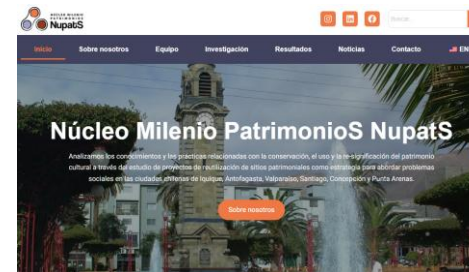 NÚCLEO MILENIO
PATRIMONIOS
NupatS
Buscar
Inicio
Sobre nosotros
Equipo
Investigación
Resultados
Noticias
Contacto
EN
Núcleo Milenio PatrimonioS NupatS
Analizamos los conocimientos y las prácticas relacionadas con la conservación, el uso y la re-significación del patrimonio
cultural a través del estudio de proyectos de reutilización de sitios patrimoniales como estrategia para abordar problemas
sociales en las ciudades chilenas de Iquique, Antofagasta, Valparaíso, Santiago, Concepción y Punta Arenas.
Sobre nosotros